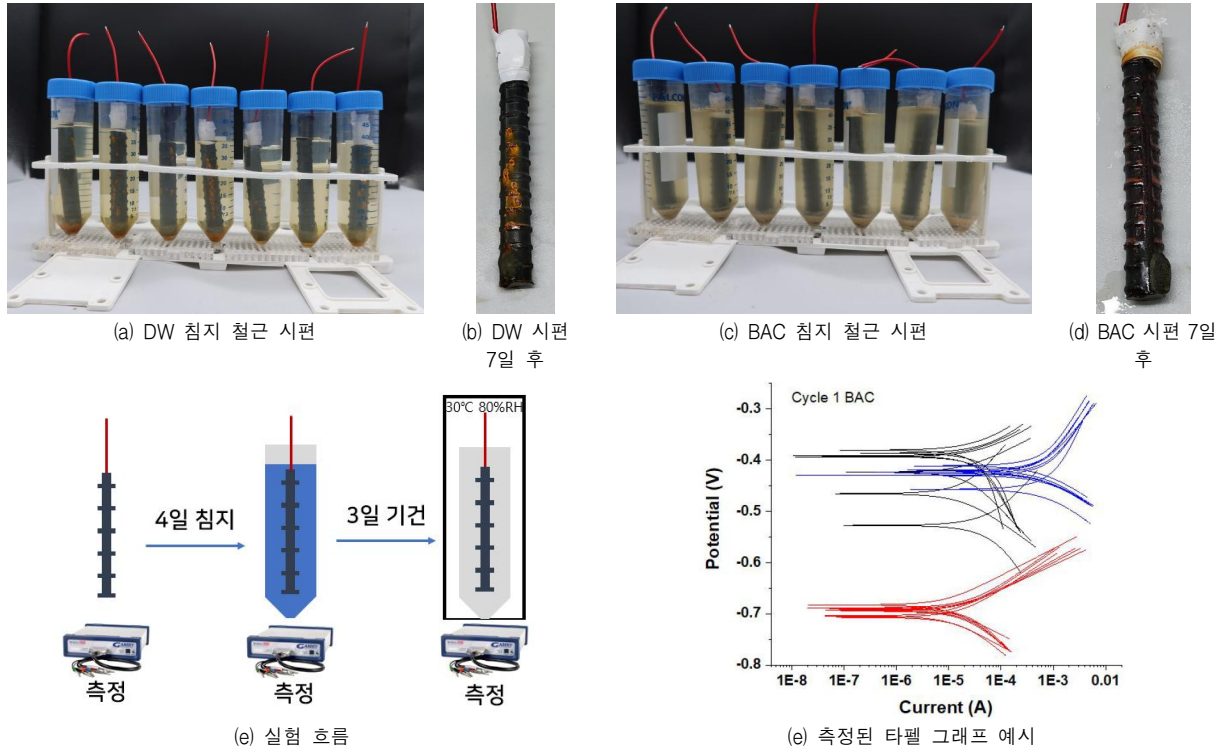 (a) DW 침지 철근 시편
(b) DW 시편
7일 후
(c) BAC 침지 철근 시편
(d) BAC 시편 7일
후
30℃ 80%RH
4일 침지
3일 기건
측정
측정
측정
(e) 실험 흐름
Cycle 1 BAC
Potential (V)
-0.3
-0.4
-0.5
-0.6
-0.7
-0.8
1E-8 1E-7 1E-6 1E-5 1E-4 1E-3 0.01
Current (A)
(e) 측정된 타펠 그래프 예시